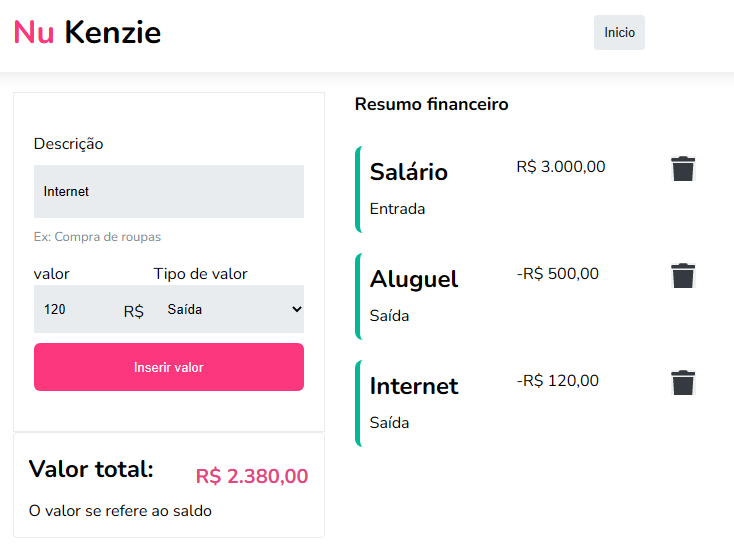 Nu Kenzie
Inicio
Descrição
Internet
Ex: Compra de roupas
valor
Tipo de valor
120
R$
Saída
Inserir valor
Valor total:
R$ 2.380,00
O valor se refere ao saldo
Resumo financeiro
Salário
R$ 3.000,00
Entrada
Aluguel
-R$ 500,00
Saída
Internet
-R$ 120,00
Saída